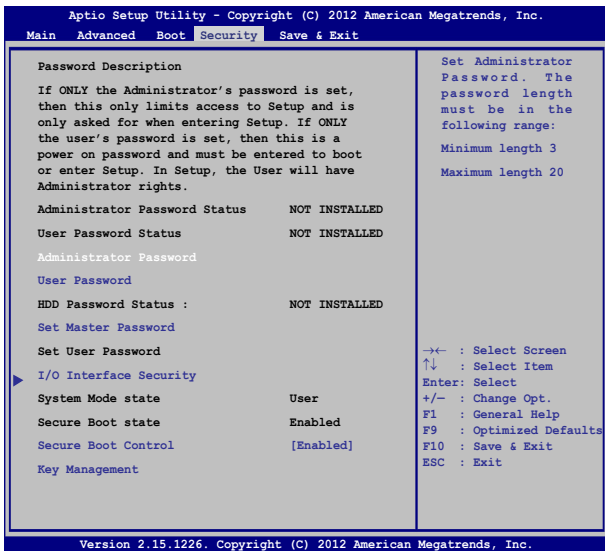 Aptio Setup Utility - Copyright (C) 2012 American Megatrends, Inc.
Main Advanced Boot Security Save & Exit
Password Description
If ONLY the Administrator's password is set,
then this only limits access to Setup and is
only asked for when entering Setup. If ONLY
the user's password is set, then this is a
power on password and must be entered to boot
or enter Setup. In Setup, the User will have
Administrator rights.
Administrator Password Status NOT INSTALLED
User Password Status NOT INSTALLED
Administrator Password
User Password
HDD Password Status : NOT INSTALLED
Set Master Password
Set User Password
I/O Interface Security
System Mode state User
Secure Boot state Enabled
Secure Boot Control [Enabled]
Key Management
Set Administrator
Password. The
password length
must be in the
following range:
Minimum length 3
Maximum length 20
→← : Select Screen
↑↓ : Select Item
Enter: Select
+/— : Change Opt.
F1 : General Help
F9 : Optimized Defaults
F10 : Save & Exit
ESC : Exit
Version 2.15.1226. Copyright (C) 2012 American Megatrends, Inc.